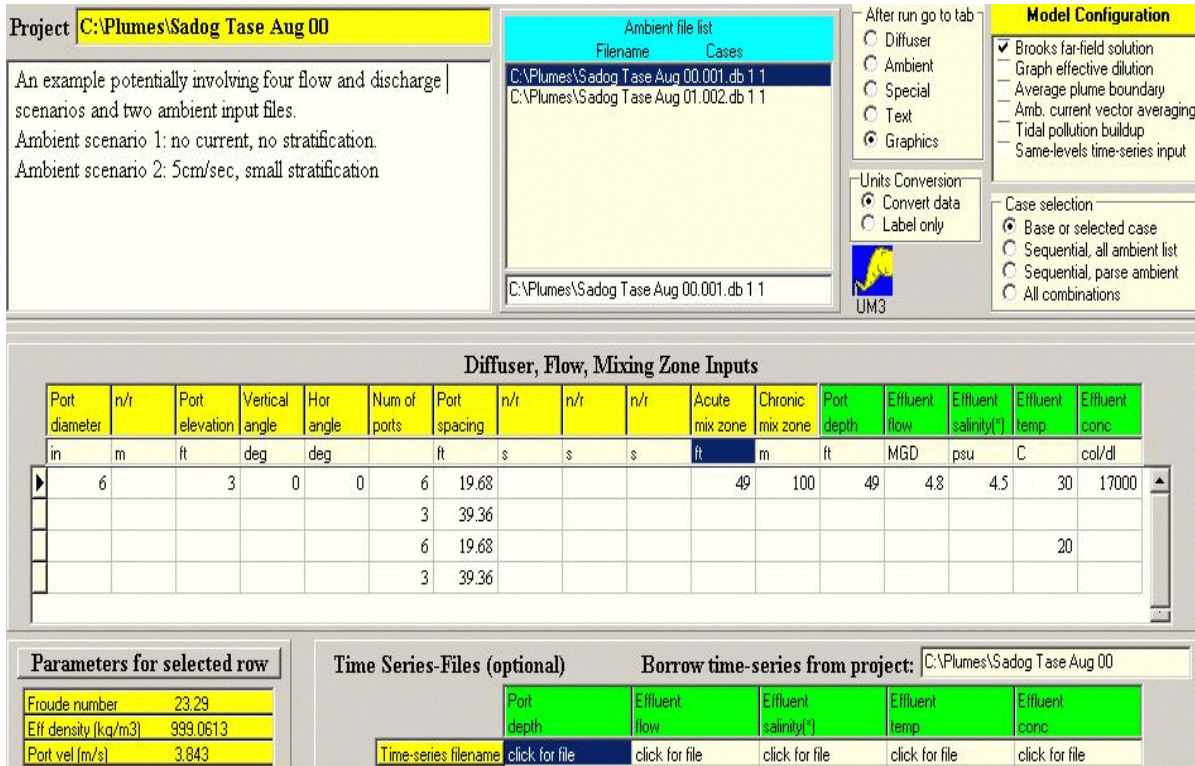 Project C:\Plumes\Sadog Tase Aug 00
An example potentially involving four flow and discharge
scenarios and two ambient input files.
Ambient scenario 1: no current, no stratification.
Ambient scenario 2: 5cm/sec, small stratification
Ambient file list
Filename Cases
C:\Plumes\Sadog Tase Aug 00.001.db 1 1
C:\Plumes\Sadog Tase Aug 01.002.db 1 1
C:\Plumes\Sadog Tase Aug 00.001.db 1 1
After run go to tab
Diffuser
Ambient
Special
Text
Graphics
Units Conversion
Convert data
Label only
UM3
Model Configuration
Brooks far-field solution
Graph effective dilution
Average plume boundary
Amb. current vector averaging
Tidal pollution buildup
Same-levels time-series input
Case selection
Base or selected case
Sequential, all ambient list
Sequential, parse ambient
All combinations
Diffuser, Flow, Mixing Zone Inputs
Port n/r Port Vertical Hor Num of Port n/r n/r n/r Acute Chronic Port Effluent Effluent Effluent Effluent
diameter elevation angle angle ports spacing mix zone mix zone depth flow salinity(*) temp conc
in m ft deg deg ft s s s ft m ft MGD psu C col/dl
6 3 0 0 6 19.68 49 100 49 4.8 4.5 30 17000
3 39.36
6 19.68 20
3 39.36
Parameters for selected row
Froude number 23.29
Eff density (kg/m3) 999.0613
Port vel (m/s) 3.843
Time Series-Files (optional) Borrow time-series from project: C:\Plumes\Sadog Tase Aug 00
Port Effluent Effluent Effluent Effluent
depth flow salinity(*) temp conc
Time-series filename click for file click for file click for file click for file click for file